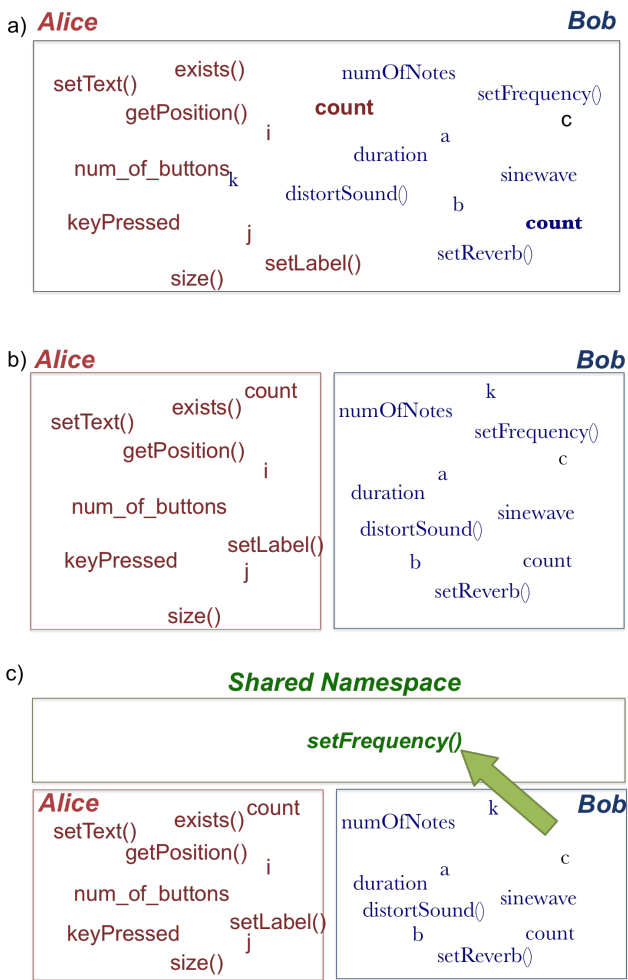 a) Alice Bob
exists() numOfNotes
setText() setFrequency()
getPosition() count c
i a
duration
num_of_buttons k sinewave
distortSound()
b
keyPressed count
j
setLabel() setReverb()
size()
b) Alice Bob
count k
exists() numOfNotes
setText() setFrequency()
getPosition() c
i a
duration
num_of_buttons sinewave
distortSound()
setLabel()
keyPressed b count
j
setReverb()
size()
c)
Shared Namespace
setFrequency()
Alice Bob
count k
exists() numOfNotes
setText()
getPosition() c
i a
duration
num_of_buttons sinewave
distortSound()
setLabel()
keyPressed b count
j
setReverb()
size()